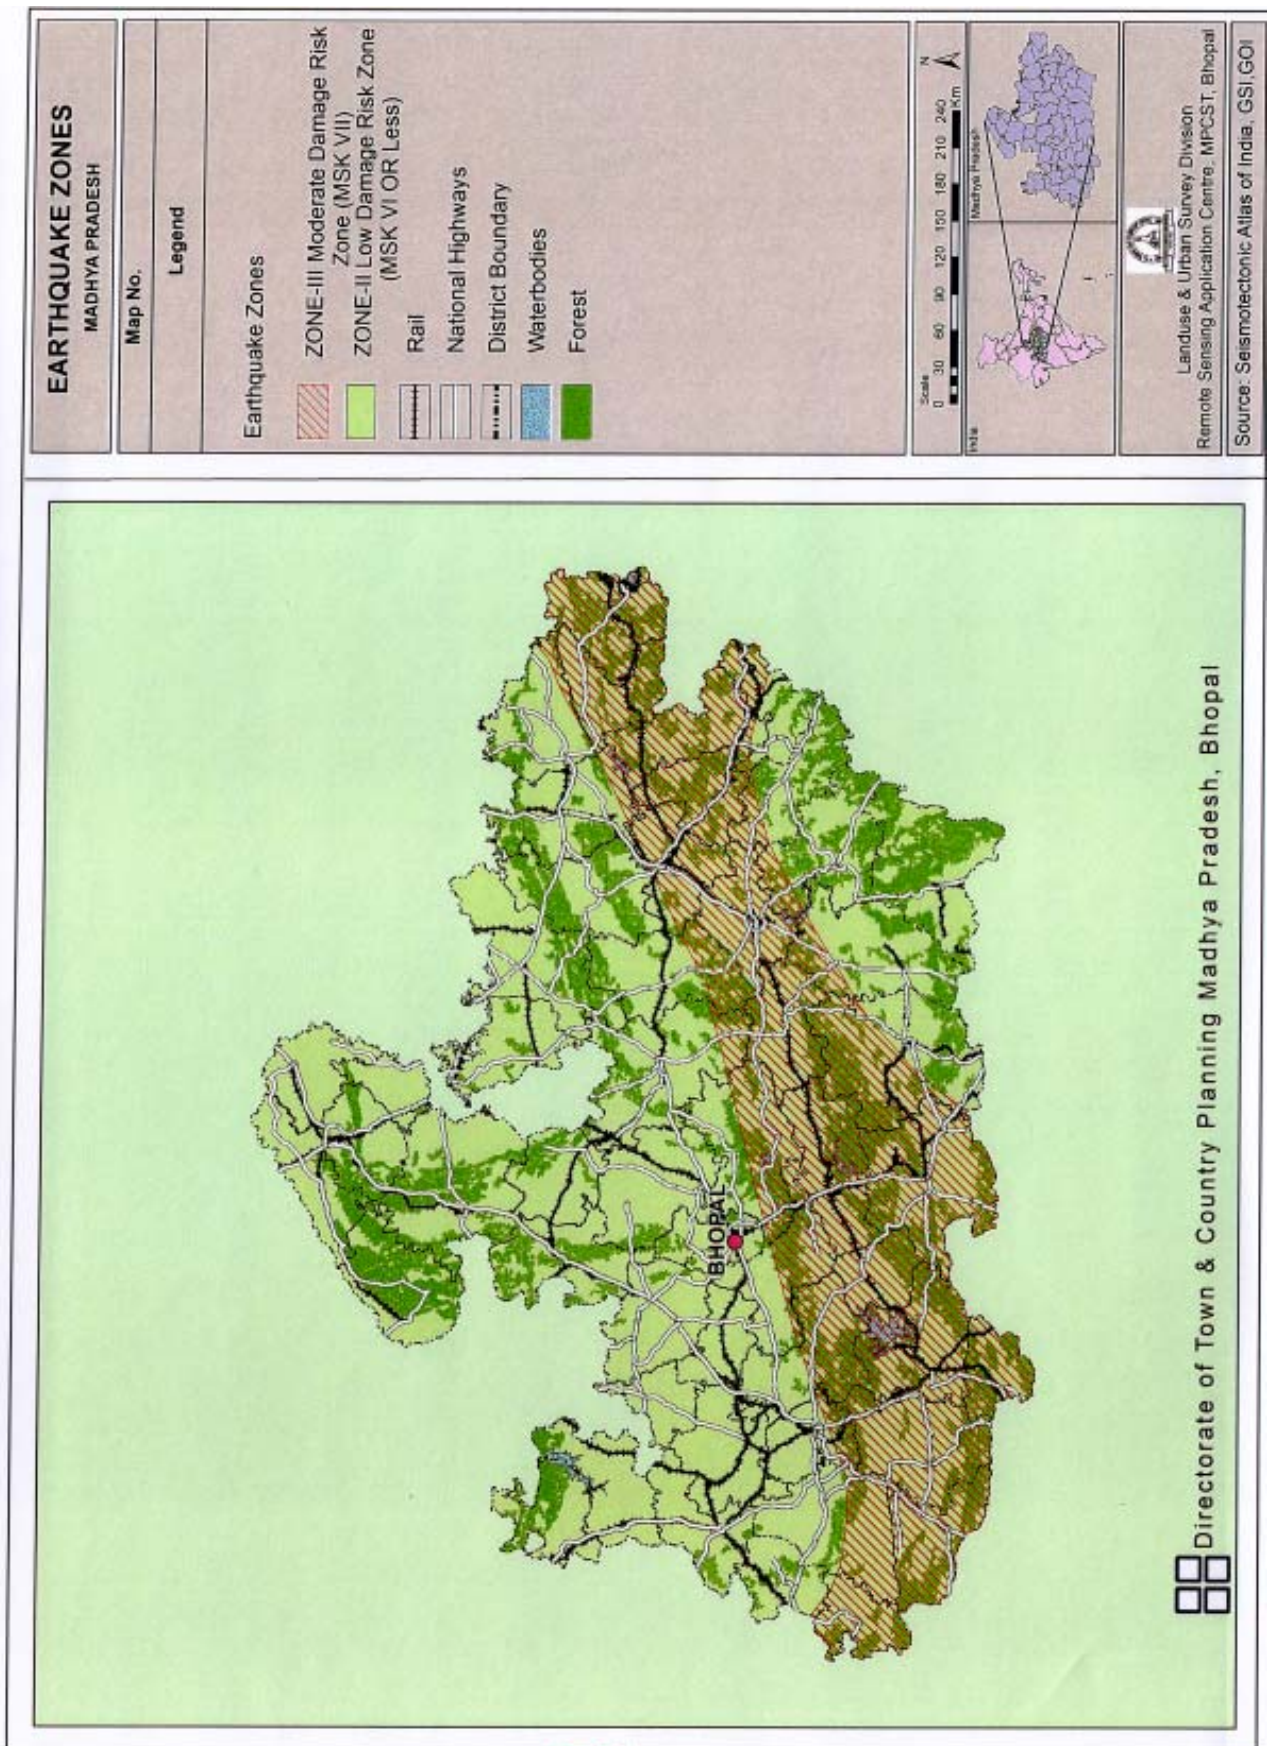 EARTHQUAKE ZONES
MADHYA PRADESH
Map No.
Legend
Earthquake Zones
ZONE-III Moderate Damage Risk
Zone (MSK VII)
ZONE-II Low Damage Risk Zone
(MSK VI OR Less)
Rail
National Highways
District Boundary
Waterbodies
Forest
Scale
N
0 30 60 90 120 150 180 210 240
Km
India
Madhya Pradesh
Landuse & Urban Survey Division
Remote Sensing Application Centre, MPCST, Bhopal
Source: Seismotectonic Atlas of India, GSI,GOI
BHOPAL
Directorate of Town & Country Planning Madhya Pradesh, Bhopal